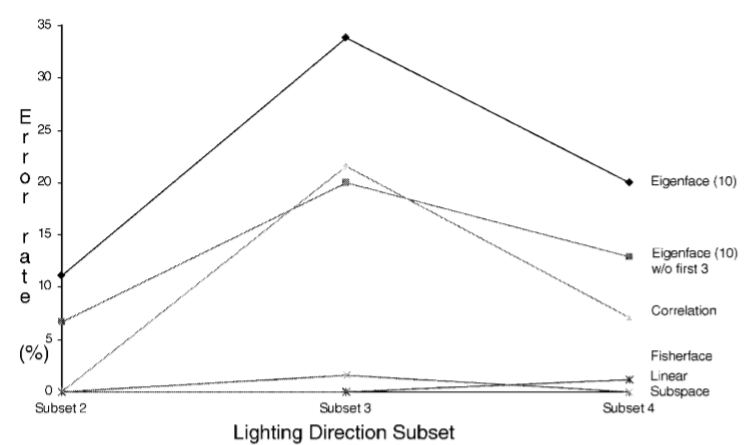 35
30
25
20
15
10
5
0
Error rate (%)
Subset 2
Subset 3
Subset 4
Lighting Direction Subset
Eigenface (10)
Eigenface (10)
w/o first 3
Correlation
Fisherface
Linear
Subspace